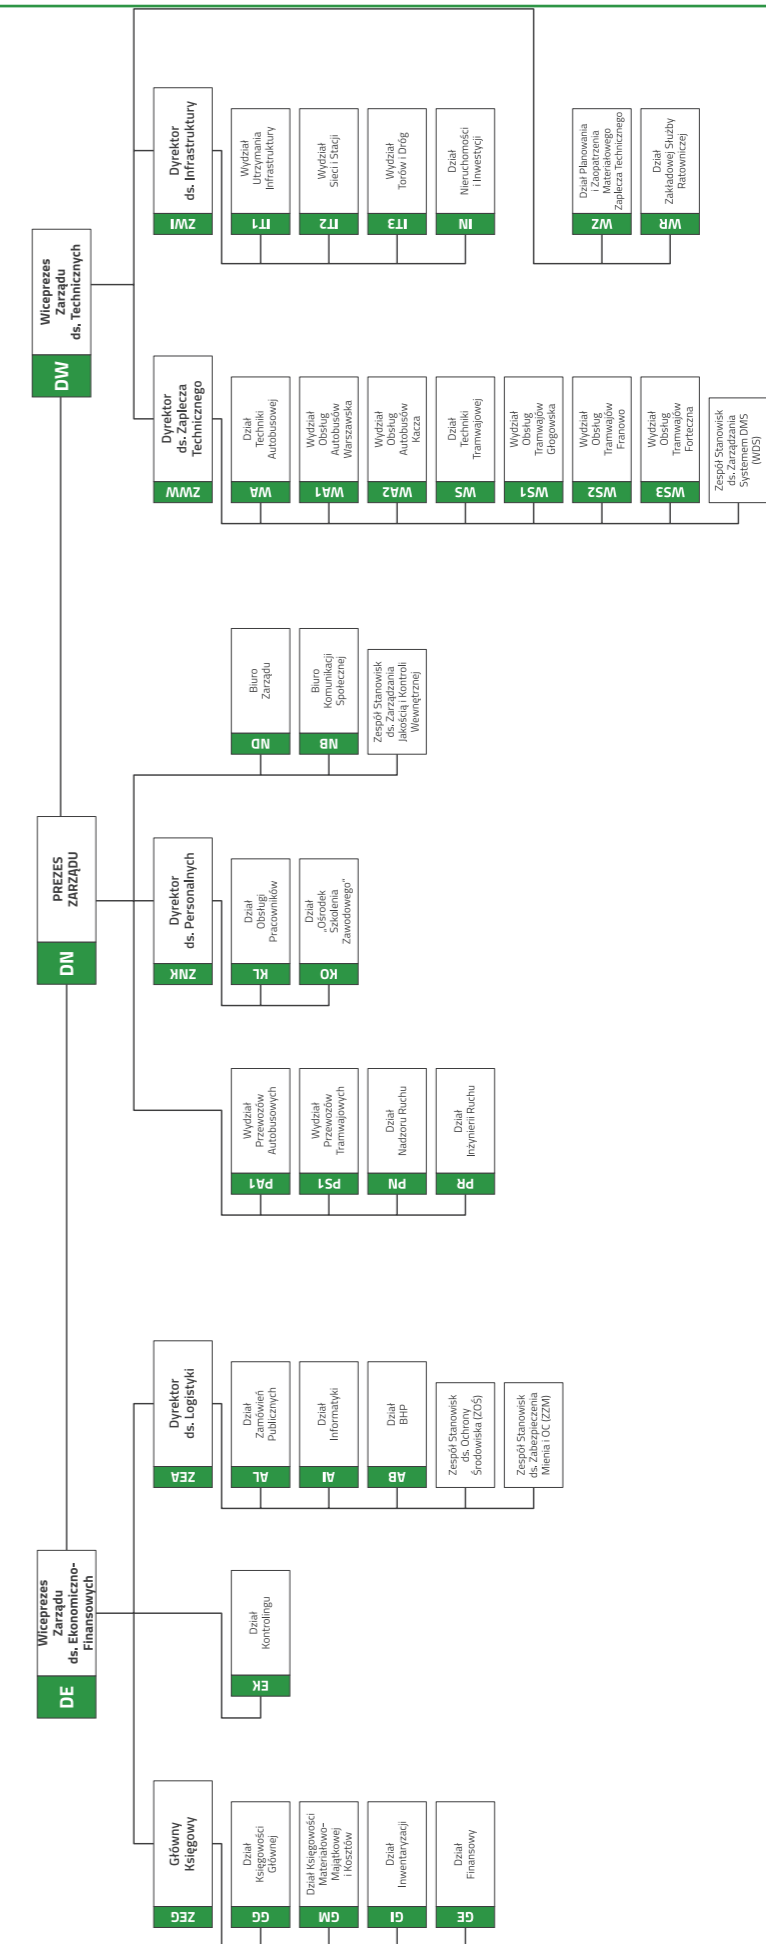 DW
Wiceprezes
Zarządu
ds. Technicznych
ZWI
Dyrektor
ds. Infrastruktury
IT1
Wydział
Utrzymania
Infrastruktury
IT2
Wydział
Sieci i Stacji
IT3
Wydział
Torów i Dróg
IN
Dział
Nieruchomości
i Inwestycji
WZ
Dział Planowania
i Zaopatrzenia
Materiałowego
Zaplecza Technicznego
WR
Dział
Zakładowej Służby
Ratowniczej
ZWW
Dyrektor
ds. Zaplecza
Technicznego
WA
Dział
Techniki
Autobusowej
WA1
Wydział
Obsług
Autobusów
Warszawska
WA2
Wydział
Obsług
Autobusów
Kacza
WS
Dział
Techniki
Tramwajowej
WS1
Wydział
Obsług
Tramwajów
Głogowska
WS2
Wydział
Obsług
Tramwajów
Franowo
WS3
Wydział
Obsług
Tramwajów
Forteczna
Zespół Stanowisk
ds. Zarządzania
Systemem DMS
(WDS)
DN
PREZES
ZARZĄDU
ND
Biuro
Zarządu
NB
Biuro
Komunikacji
Społecznej
Zespół Stanowisk
ds. Zarządzania
Jakością i Kontroli
Wewnętrznej
ZNK
Dyrektor
ds. Personalnych
KL
Dział
Obsługi
Pracowników
KO
Dział
„Ośrodek
Szkolenia
Zawodowego”
PA1
Wydział
Przewozów
Autobusowych
PS1
Wydział
Przewozów
Tramwajowych
PN
Dział
Nadzoru Ruchu
PR
Dział
Inżynierii Ruchu
DE
Wiceprezes
Zarządu
ds. Ekonomiczno-
Finansowych
ZEA
Dyrektor
ds. Logistyki
AL
Dział
Zamówień
Publicznych
AI
Dział
Informatyki
AB
Dział
BHP
Zespół Stanowisk
ds. Ochrony
Środowiska (ZOŚ)
Zespół Stanowisk
ds. Zabezpieczenia
Mienia i OC (ZZM)
EK
Dział
Kontrolingu
ZEG
Główny
Księgowy
GG
Dział
Księgowości
Głównej
GM
Dział Księgowości
Materiałowo-
Majątkowej
i Kosztów
GI
Dział
Inwentaryzacji
GE
Dział
Finansowy